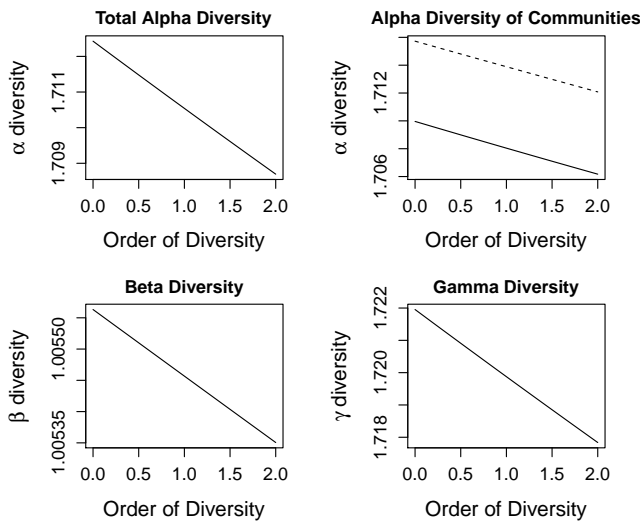 Total Alpha Diversity
α diversity
1.709
1.711
0.0 0.5 1.0 1.5 2.0
Order of Diversity
Alpha Diversity of Communities
α diversity
1.706
1.712
0.0 0.5 1.0 1.5 2.0
Order of Diversity
Beta Diversity
β diversity
1.00535
1.00550
0.0 0.5 1.0 1.5 2.0
Order of Diversity
Gamma Diversity
γ diversity
1.718
1.720
1.722
0.0 0.5 1.0 1.5 2.0
Order of Diversity